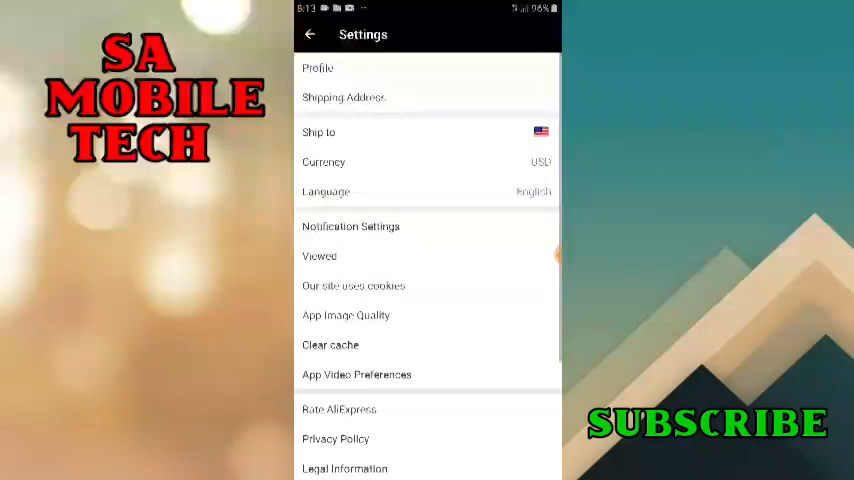 SA
MOBILE
TECH
8:13
96%
Settings
Profile
Shipping Address
Ship to
Currency USD
Language English
Notification Settings
Viewed
Our site uses cookies
App Image Quality
Clear cache
App Video Preferences
Rate AliExpress
Privacy Policy
Legal Information
SUBSCRIBE